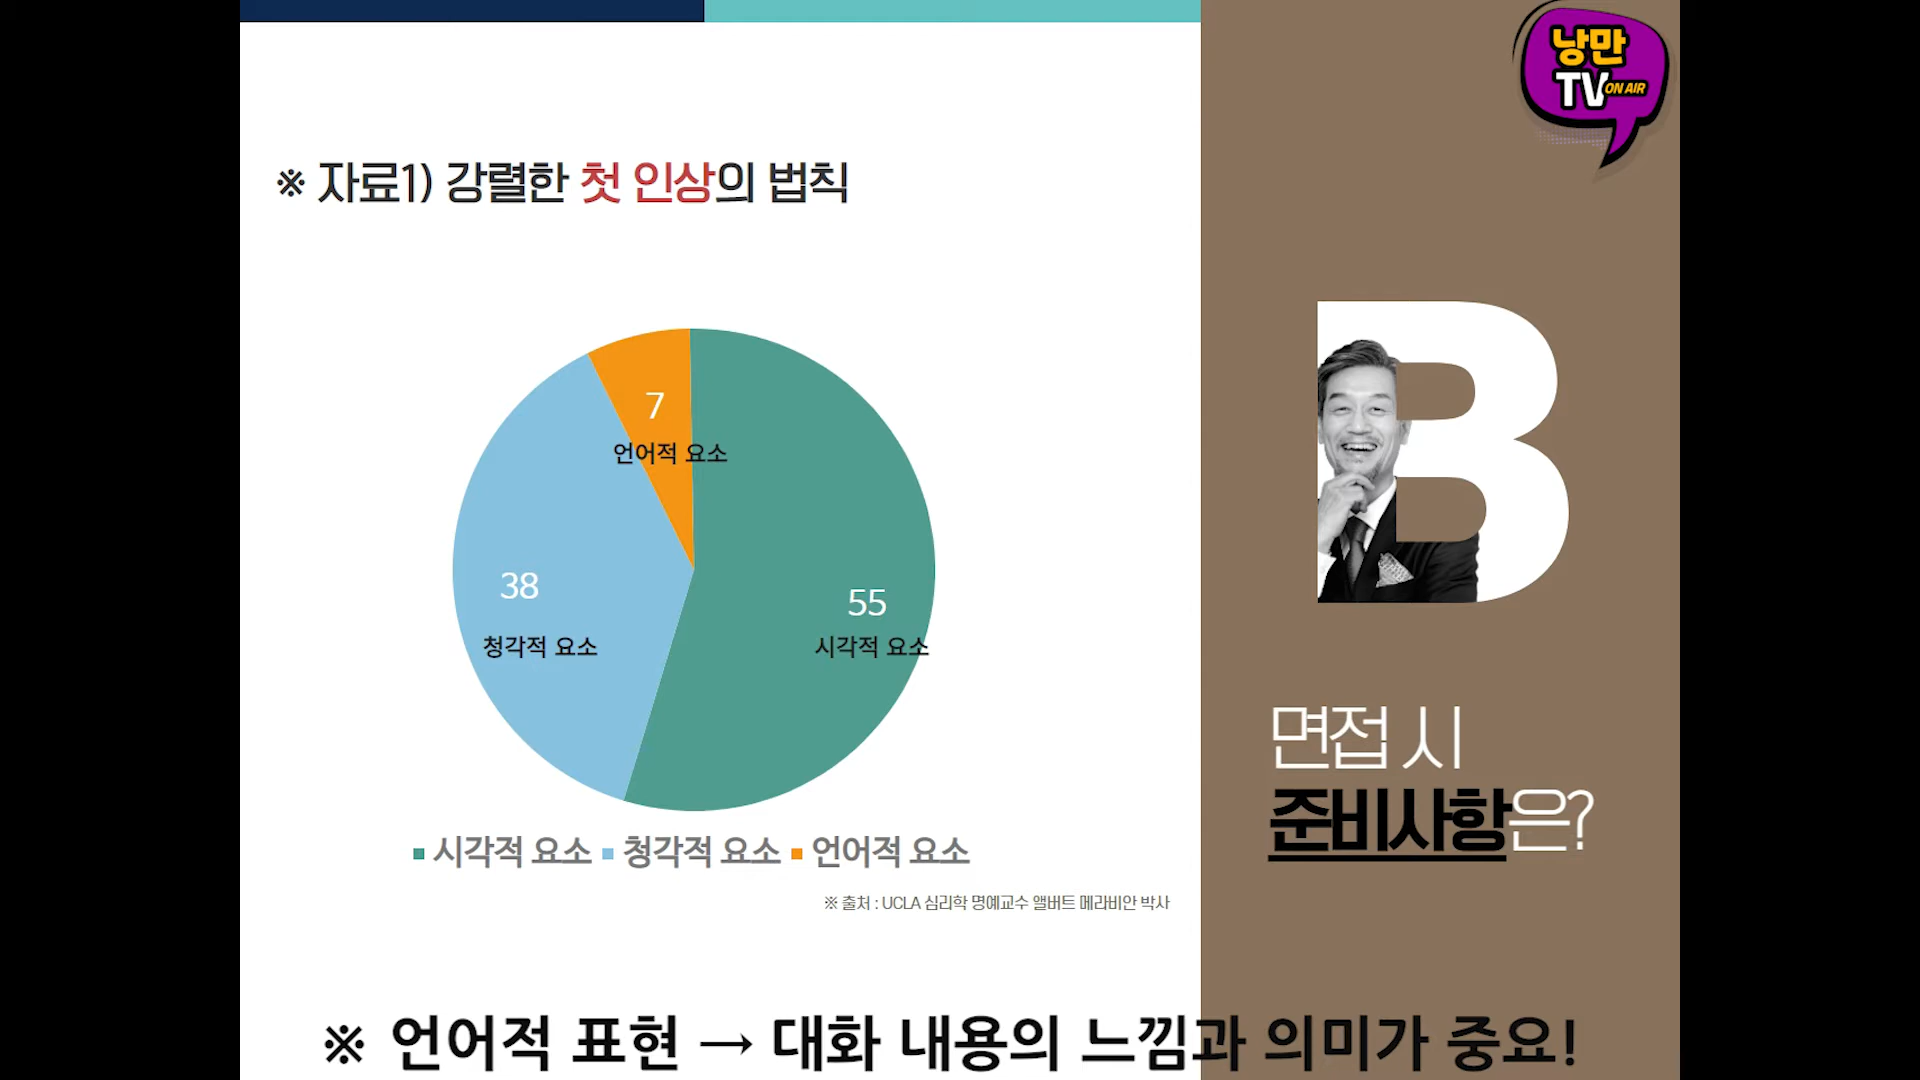 낭만
TV ON AIR
※ 자료1) 강렬한 첫 인상의 법칙
7
언어적 요소
38
청각적 요소
55
시각적 요소
시각적 요소 청각적 요소 언어적 요소
※ 출처 : UCLA 심리학 명예교수 앨버트 메라비안 박사
B
면접 시
준비사항은?
※ 언어적 표현 → 대화 내용의 느낌과 의미가 중요!